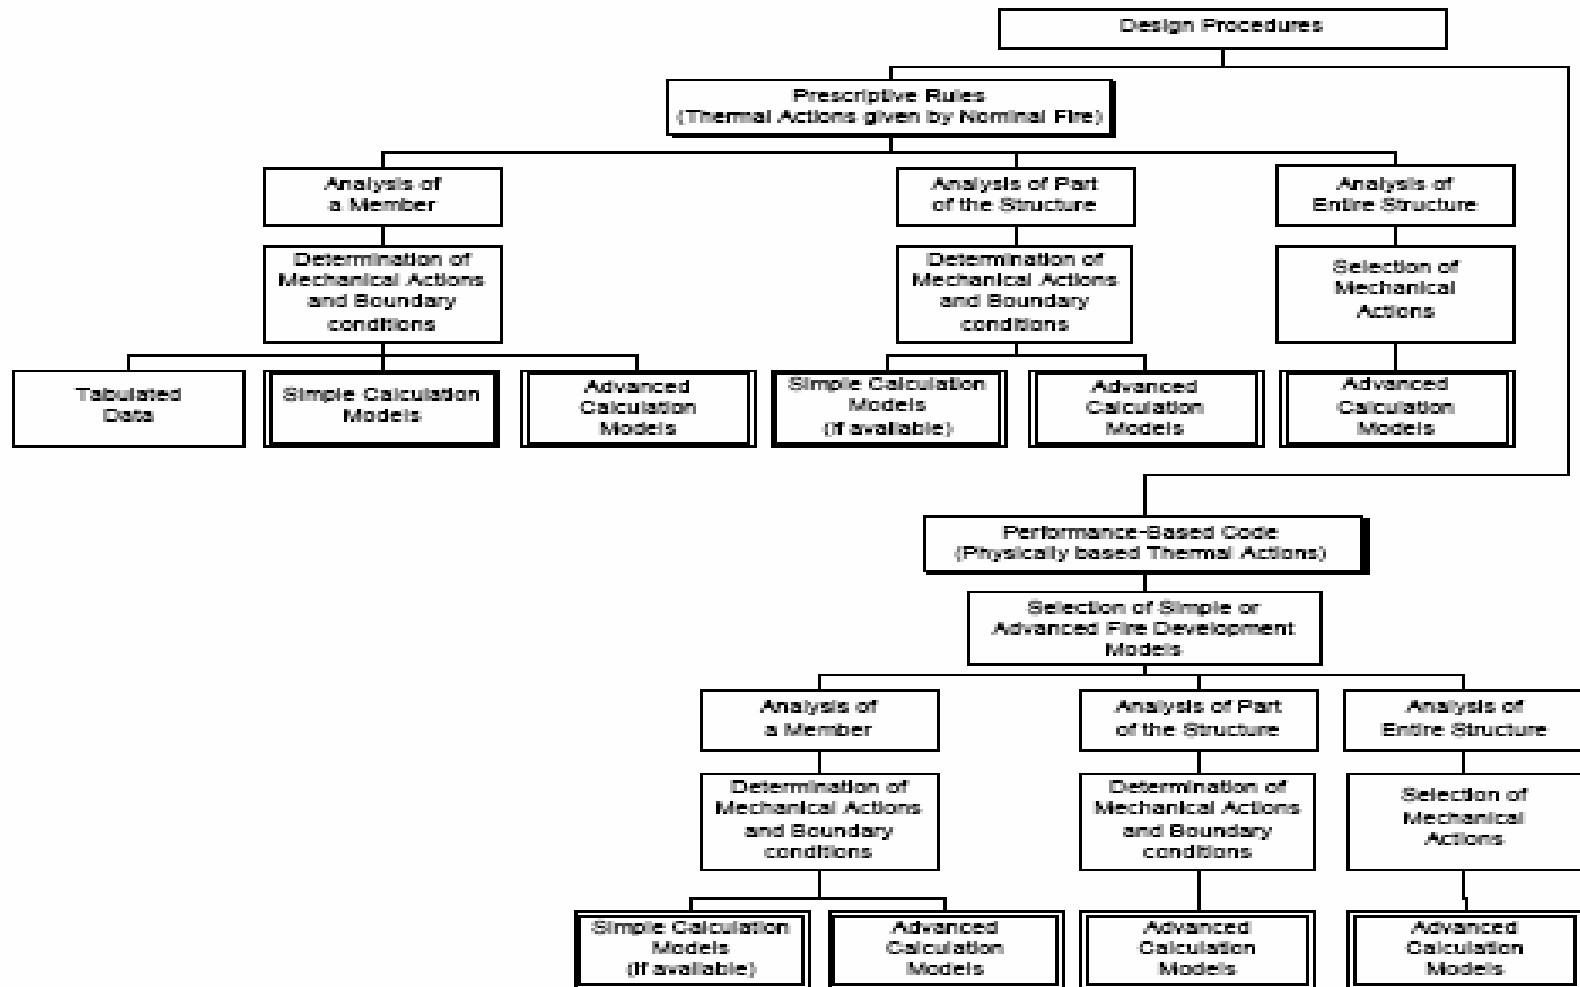 Design Procedures
Prescriptive Rules
(Thermal Actions given by Nominal Fire)
Analysis of
a Member
Analysis of Part
of the Structure
Analysis of
Entire Structure
Determination of
Mechanical Actions
and Boundary
conditions
Determination of
Mechanical Actions
and Boundary
conditions
Selection of
Mechanical
Actions
Tabulated
Data
Simple Calculation
Models
Advanced
Calculation
Models
Simple Calculation
Models
(if available)
Advanced
Calculation
Models
Advanced
Calculation
Models
Performance-Based Code
(Physically based Thermal Actions)
Selection of Simple or
Advanced Fire Development
Models
Analysis of
a Member
Analysis of Part
of the Structure
Analysis of
Entire Structure
Determination of
Mechanical Actions
and Boundary
conditions
Determination of
Mechanical Actions
and Boundary
conditions
Selection of
Mechanical
Actions
Simple Calculation
Models
(if available)
Advanced
Calculation
Models
Advanced
Calculation
Models
Advanced
Calculation
Models